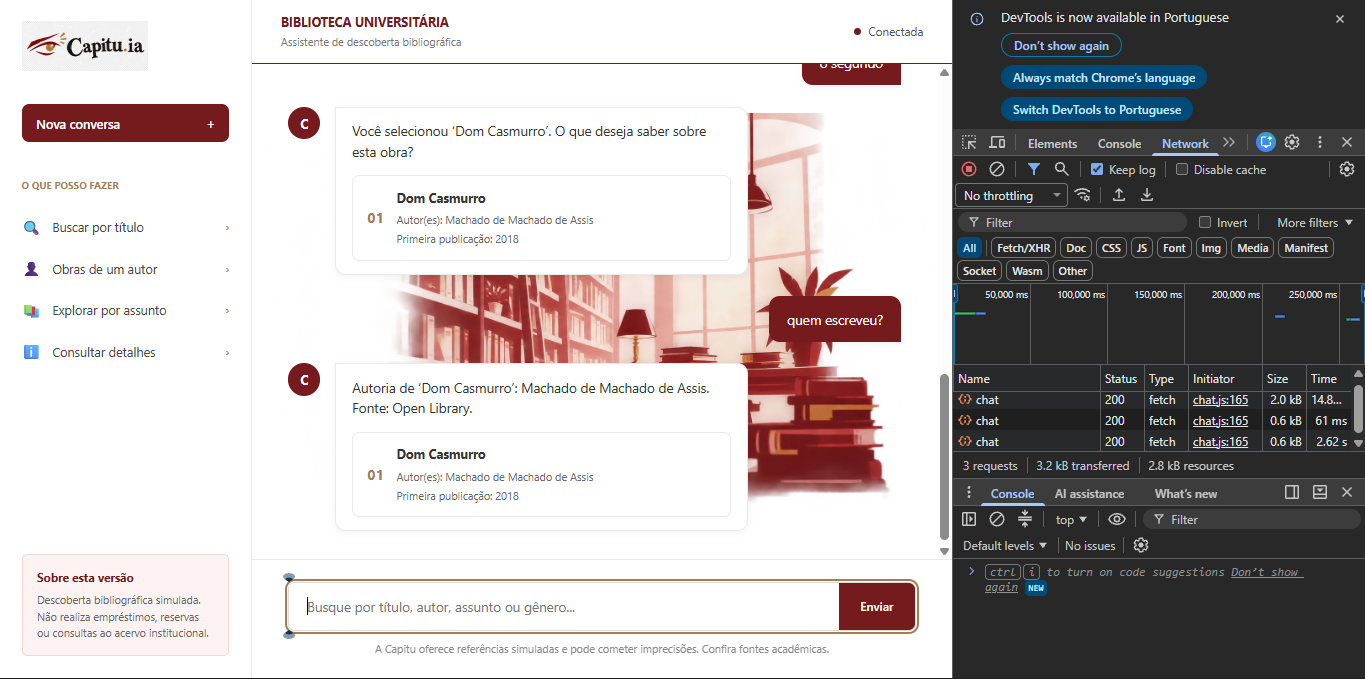 Capitu.ia
Nova conversa +
O QUE POSSO FAZER
Buscar por título ›
Obras de um autor ›
Explorar por assunto ›
i Consultar detalhes ›
Sobre esta versão
Descoberta bibliográfica simulada.
Não realiza empréstimos, reservas
ou consultas ao acervo institucional.
BIBLIOTECA UNIVERSITÁRIA
Assistente de descoberta bibliográfica
Conectada
o segundo
C
Você selecionou ‘Dom Casmurro’. O que deseja saber sobre
esta obra?
01
Dom Casmurro
Autor(es): Machado de Machado de Assis
Primeira publicação: 2018
quem escreveu?
C
Autoria de ‘Dom Casmurro’: Machado de Machado de Assis.
Fonte: Open Library.
01
Dom Casmurro
Autor(es): Machado de Machado de Assis
Primeira publicação: 2018
Busque por título, autor, assunto ou gênero...
Enviar
A Capitu oferece referências simuladas e pode cometer imprecisões. Confira fontes acadêmicas.
DevTools is now available in Portuguese
Don't show again
Always match Chrome's language
Switch DevTools to Portuguese
Elements Console Network
Keep log Disable cache
No throttling
Filter Invert More filters
All Fetch/XHR Doc CSS JS Font Img Media Manifest
Socket Wasm Other
50,000 ms 100,000 ms 150,000 ms 200,000 ms 250,000 ms
Name Status Type Initiator Size Time
chat 200 fetch chat.js:165 2.0 kB 14.8...
chat 200 fetch chat.js:165 0.6 kB 61 ms
chat 200 fetch chat.js:165 0.6 kB 2.62 s
3 requests 3.2 kB transferred 2.8 kB resources
Console AI assistance What's new
top Filter
Default levels No issues
ctrl i to turn on code suggestions Don't show
again NEW